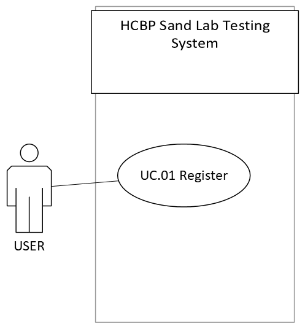 HCBP Sand Lab Testing
System
UC.01 Register
USER